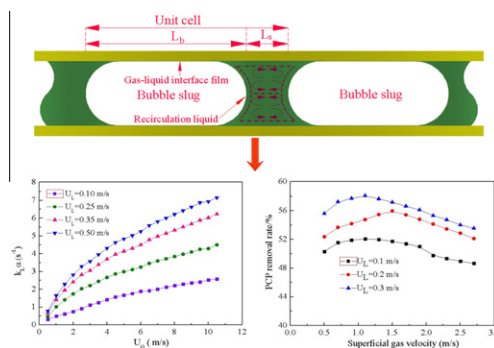 Unit cell
L_b
L_s
Gas-liquid interface film
Bubble slug
Bubble slug
Recirculation liquid
8
7
6
5
4
3
2
1
0
k_L a (s^-1)
U_L=0.10 m/s
U_L=0.25 m/s
U_L=0.35 m/s
U_L=0.50 m/s
0 2 4 6 8 10 12
U_G ( m/s)
60
56
52
48
44
PCP removal rate/%
U_L=0.1 m/s
U_L=0.2 m/s
U_L=0.3 m/s
0.0 0.5 1.0 1.5 2.0 2.5 3.0
Superficial gas velocity (m/s)